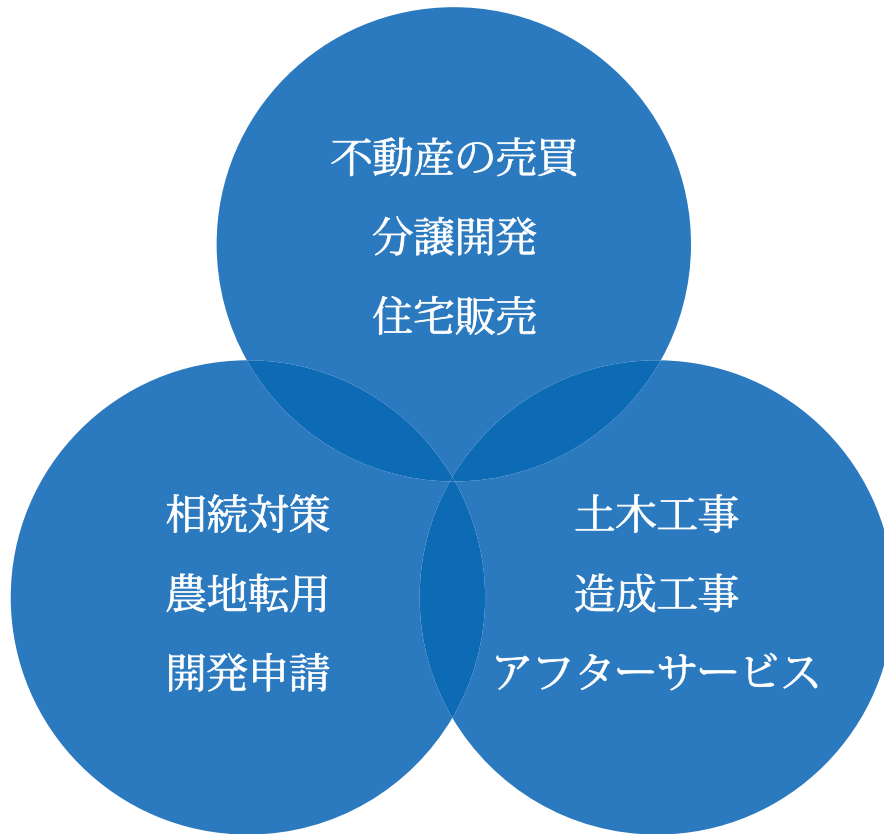 不動産の売買
分譲開発
住宅販売
相続対策
農地転用
開発申請
土木工事
造成工事
アフターサービス